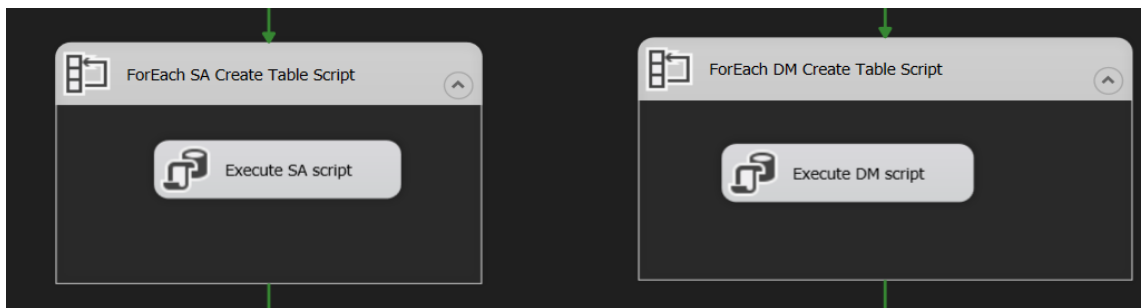 ForEach SA Create Table Script
Execute SA script
ForEach DM Create Table Script
Execute DM script